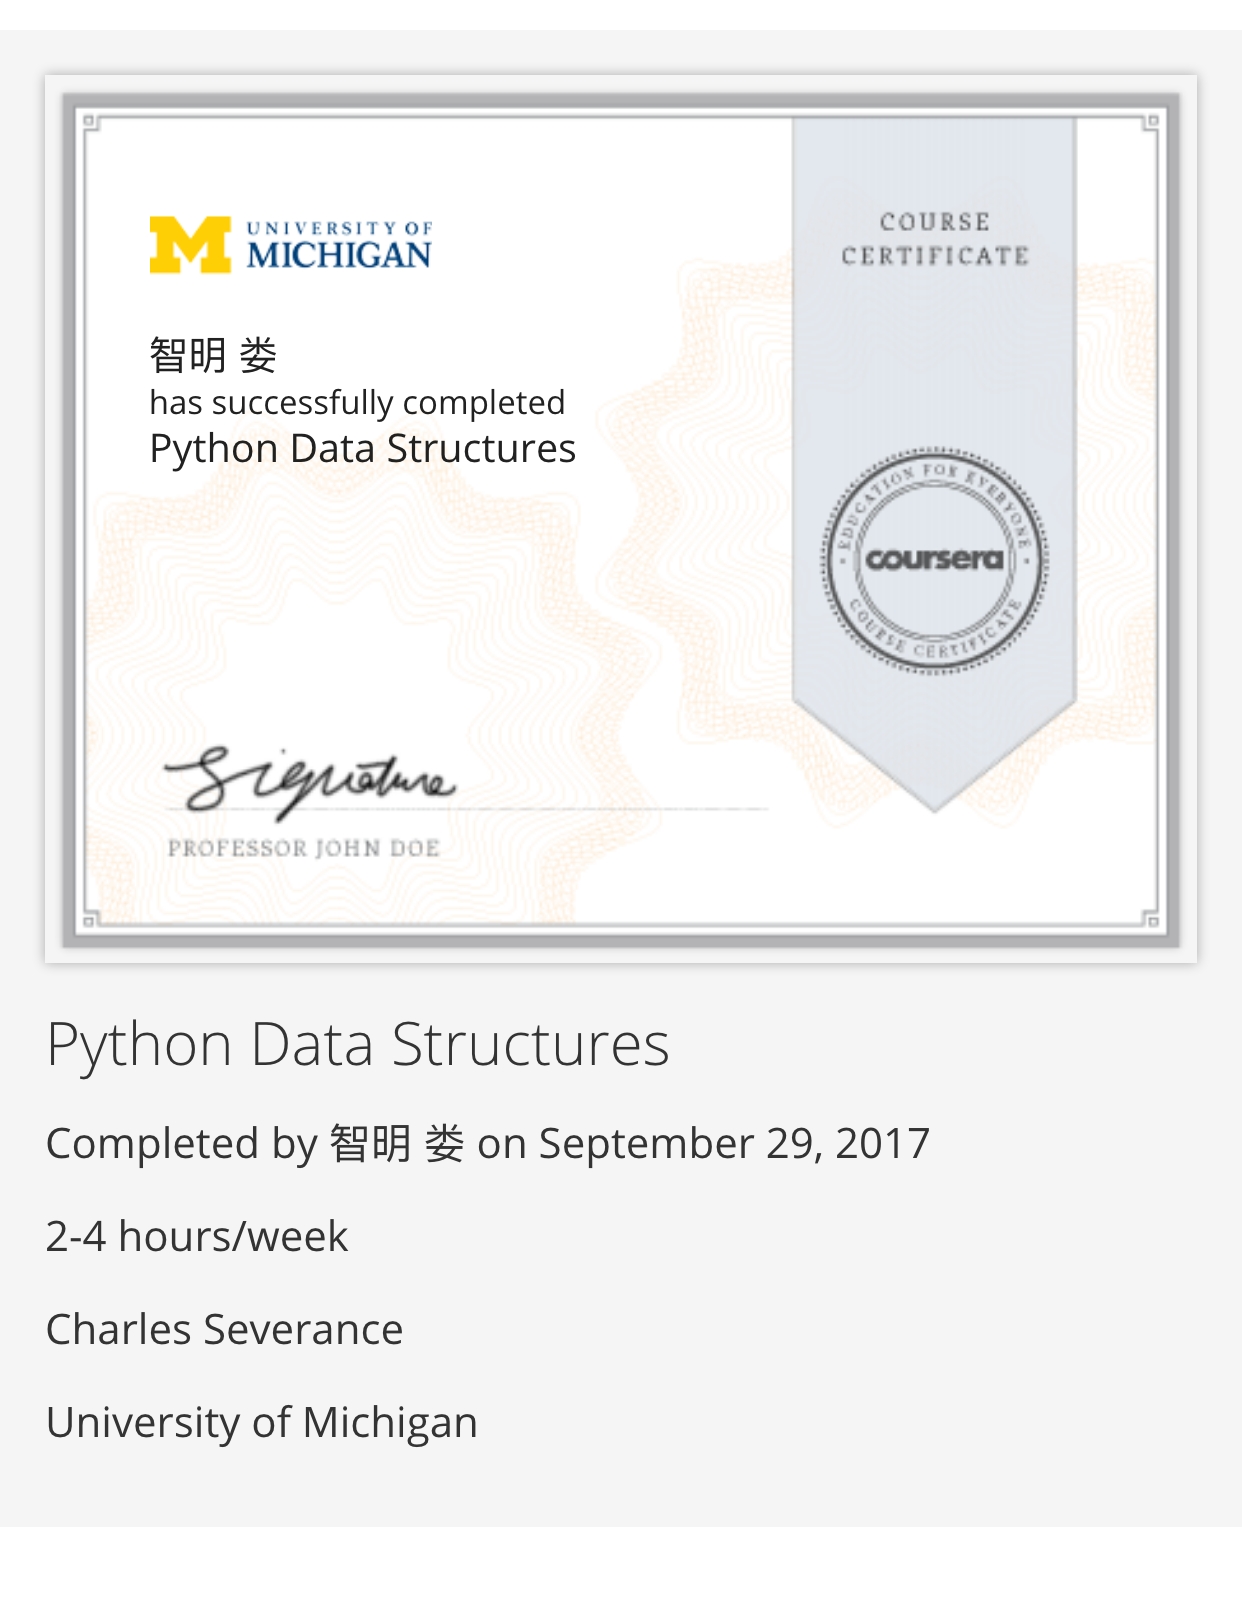 UNIVERSITY OF
MICHIGAN
COURSE
CERTIFICATE
智明 娄
has successfully completed
Python Data Structures
EDUCATION FOR EVERYONE
coursera
COURSE CERTIFICATE
Signature
PROFESSOR JOHN DOE
Python Data Structures
Completed by 智明 娄 on September 29, 2017
2-4 hours/week
Charles Severance
University of Michigan